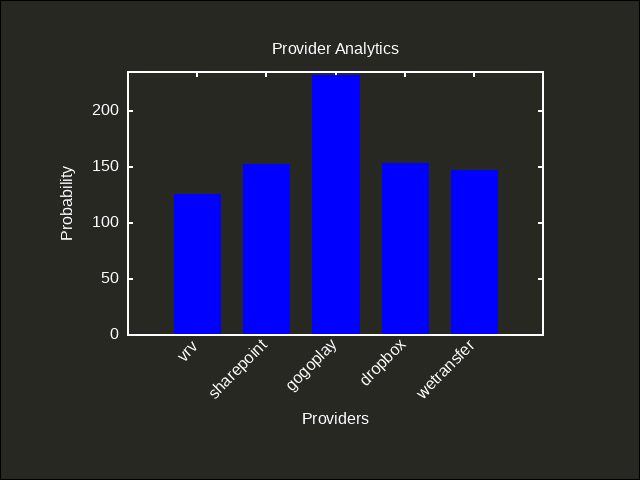 Provider Analytics
Probability
200
150
100
50
0
vrv
sharepoint
gogoplay
dropbox
wetransfer
Providers